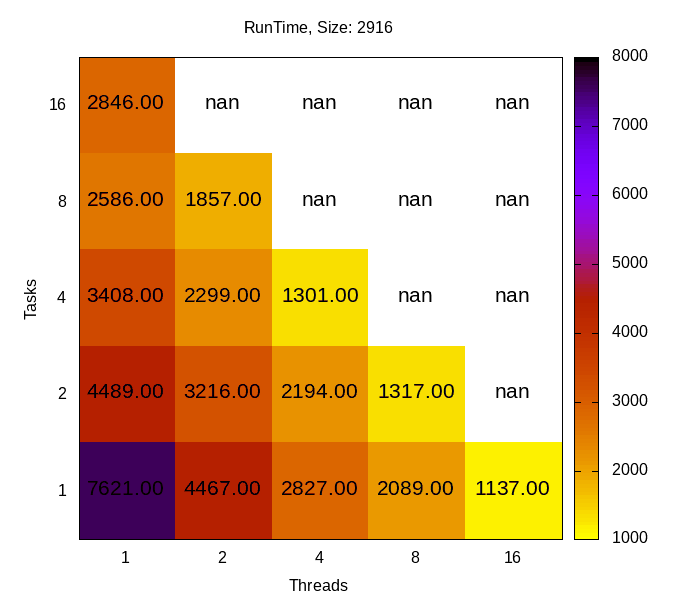 RunTime, Size: 2916
8000
16 2846.00 nan nan nan nan
7000
8 2586.00 1857.00 nan nan nan
6000
5000
Tasks
4 3408.00 2299.00 1301.00 nan nan
4000
2 4489.00 3216.00 2194.00 1317.00 nan
3000
2000
1 7621.00 4467.00 2827.00 2089.00 1137.00
1000
1 2 4 8 16
Threads